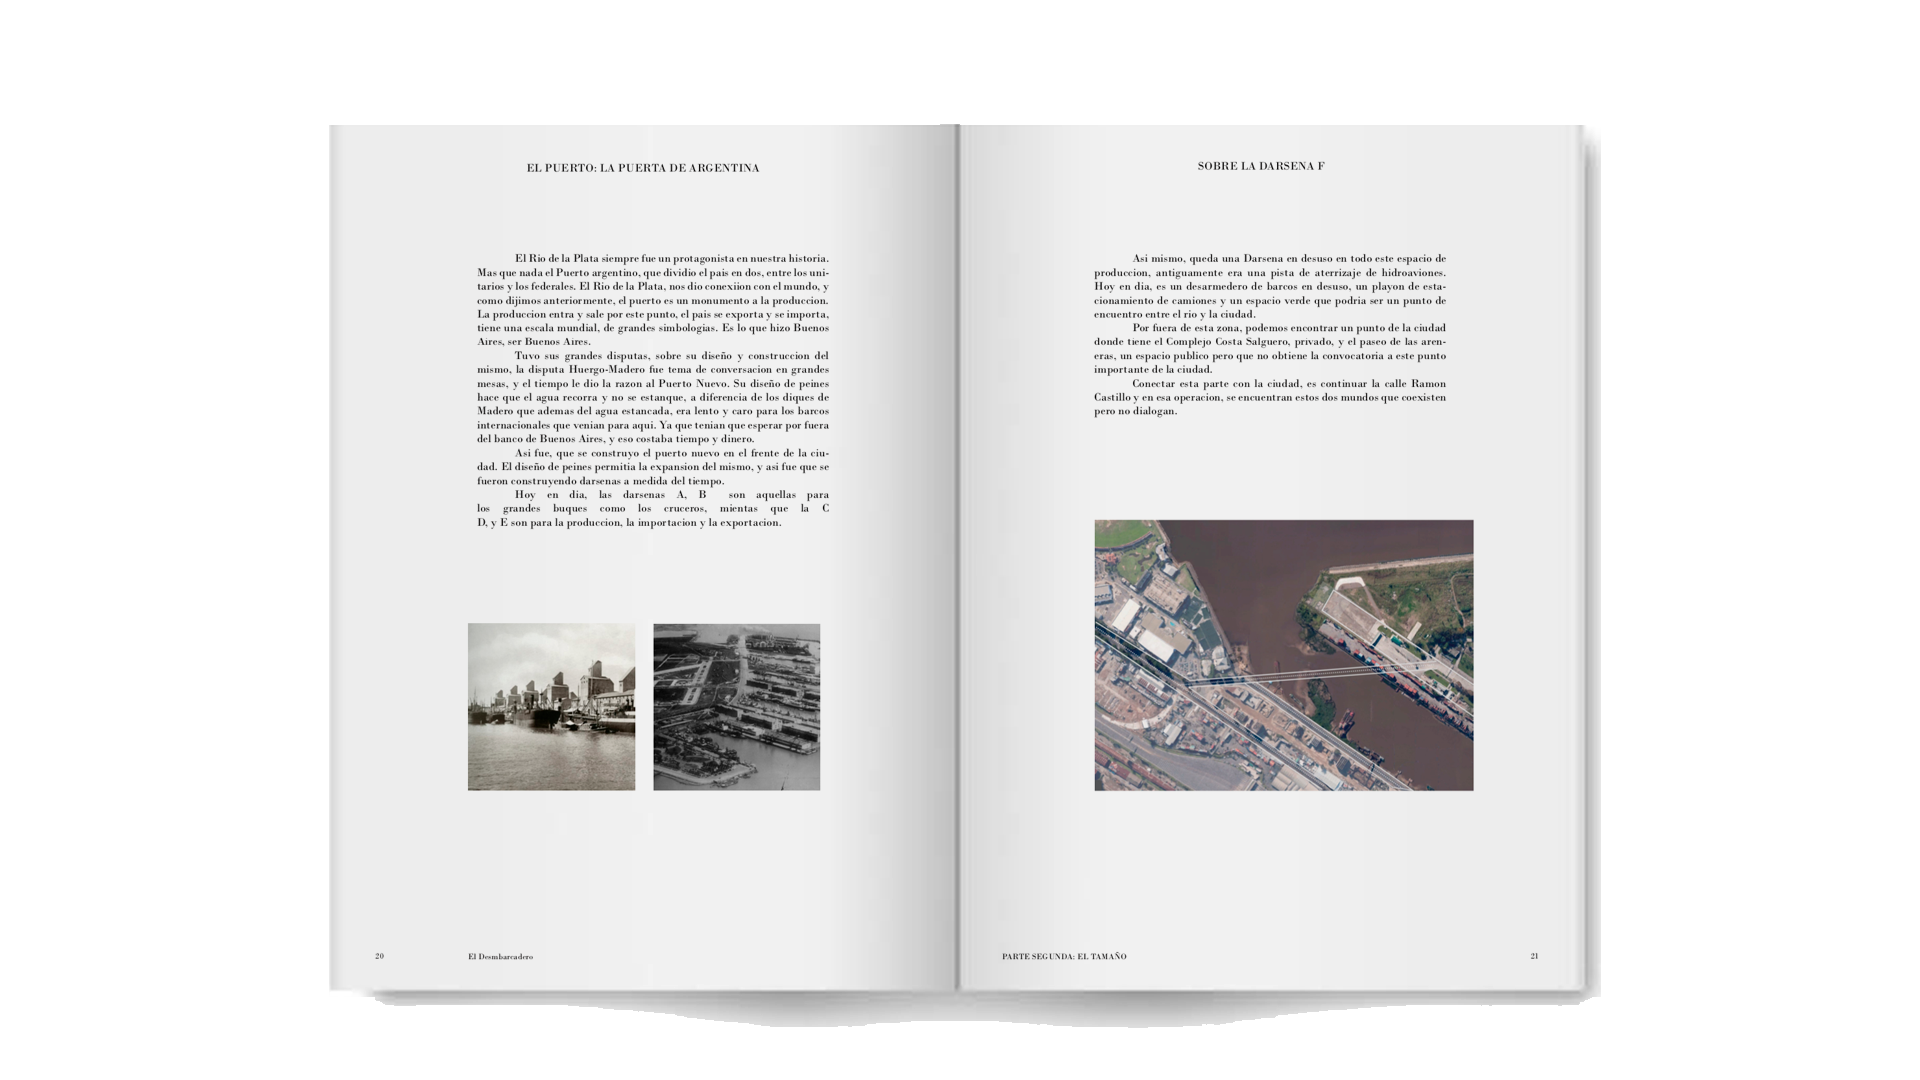 EL PUERTO: LA PUERTA DE ARGENTINA
El Rio de la Plata siempre fue un protagonista en nuestra historia.
Mas que nada el Puerto argentino, que dividio el pais en dos, entre los uni-
tarios y los federales. El Rio de la Plata, nos dio conexiion con el mundo, y
como dijimos anteriormente, el puerto es un monumento a la produccion.
La produccion entra y sale por este punto, el pais se exporta y se importa,
tiene una escala mundial, de grandes simbologias. Es lo que hizo Buenos
Aires, ser Buenos Aires.
Tuvo sus grandes disputas, sobre su diseño y construccion del
mismo, la disputa Huergo-Madero fue tema de conversacion en grandes
mesas, y el tiempo le dio la razon al Puerto Nuevo. Su diseño de peines
hace que el agua recorra y no se estanque, a diferencia de los diques de
Madero que ademas del agua estancada, era lento y caro para los barcos
internacionales que venian para aqui. Ya que tenian que esperar por fuera
del banco de Buenos Aires, y eso costaba tiempo y dinero.
Asi fue, que se construyo el puerto nuevo en el frente de la ciu-
dad. El diseño de peines permitia la expansion del mismo, y asi fue que se
fueron construyendo darsenas a medida del tiempo.
Hoy en dia, las darsenas A, B son aquellas para
los grandes buques como los cruceros, mientas que la C
D, y E son para la produccion, la importacion y la exportacion.
20
El Desmbarcadero
SOBRE LA DARSENA F
Asi mismo, queda una Darsena en desuso en todo este espacio de
produccion, antiguamente era una pista de aterrizaje de hidroaviones.
Hoy en dia, es un desarmedero de barcos en desuso, un playon de esta-
cionamiento de camiones y un espacio verde que podria ser un punto de
encuentro entre el rio y la ciudad.
Por fuera de esta zona, podemos encontrar un punto de la ciudad
donde tiene el Complejo Costa Salguero, privado, y el paseo de las aren-
eras, un espacio publico pero que no obtiene la convocatoria a este punto
importante de la ciudad.
Conectar esta parte con la ciudad, es continuar la calle Ramon
Castillo y en esa operacion, se encuentran estos dos mundos que coexisten
pero no dialogan.
PARTE SEGUNDA: EL TAMAÑO
21